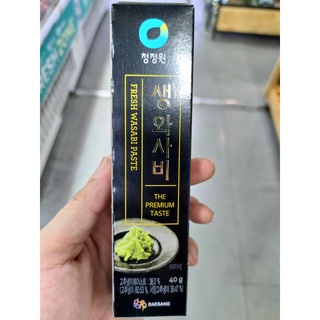 청정원
FRESH WASABI PASTE
생와사비
THE
PREMIUM
TASTE
40 g
DAESANG